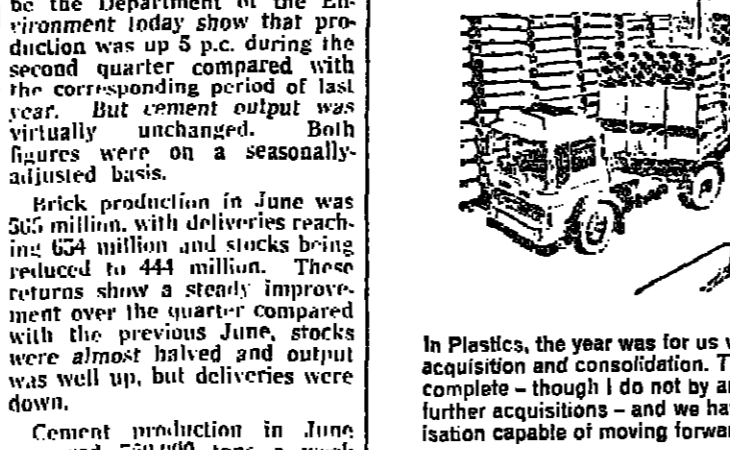 be the Department of the En-
vironment today show that pro-
duction was up 5 p.c. during the
second quarter compared with
the corresponding period of last
year. But cement output was
virtually unchanged. Both
figures were on a seasonally-
adjusted basis.
Brick production in June was
565 million, with deliveries reach-
ing 654 million and stocks being
reduced to 444 million. These
returns show a steady improve-
ment over the quarter compared
with the previous June, stocks
were almost halved and output
was well up, but deliveries were
down.
Cement production in June
tons a week
In Plastics, the year was for us
acquisition and consolidation.
complete – though I do not by
further acquisitions – and we
isation capable of moving